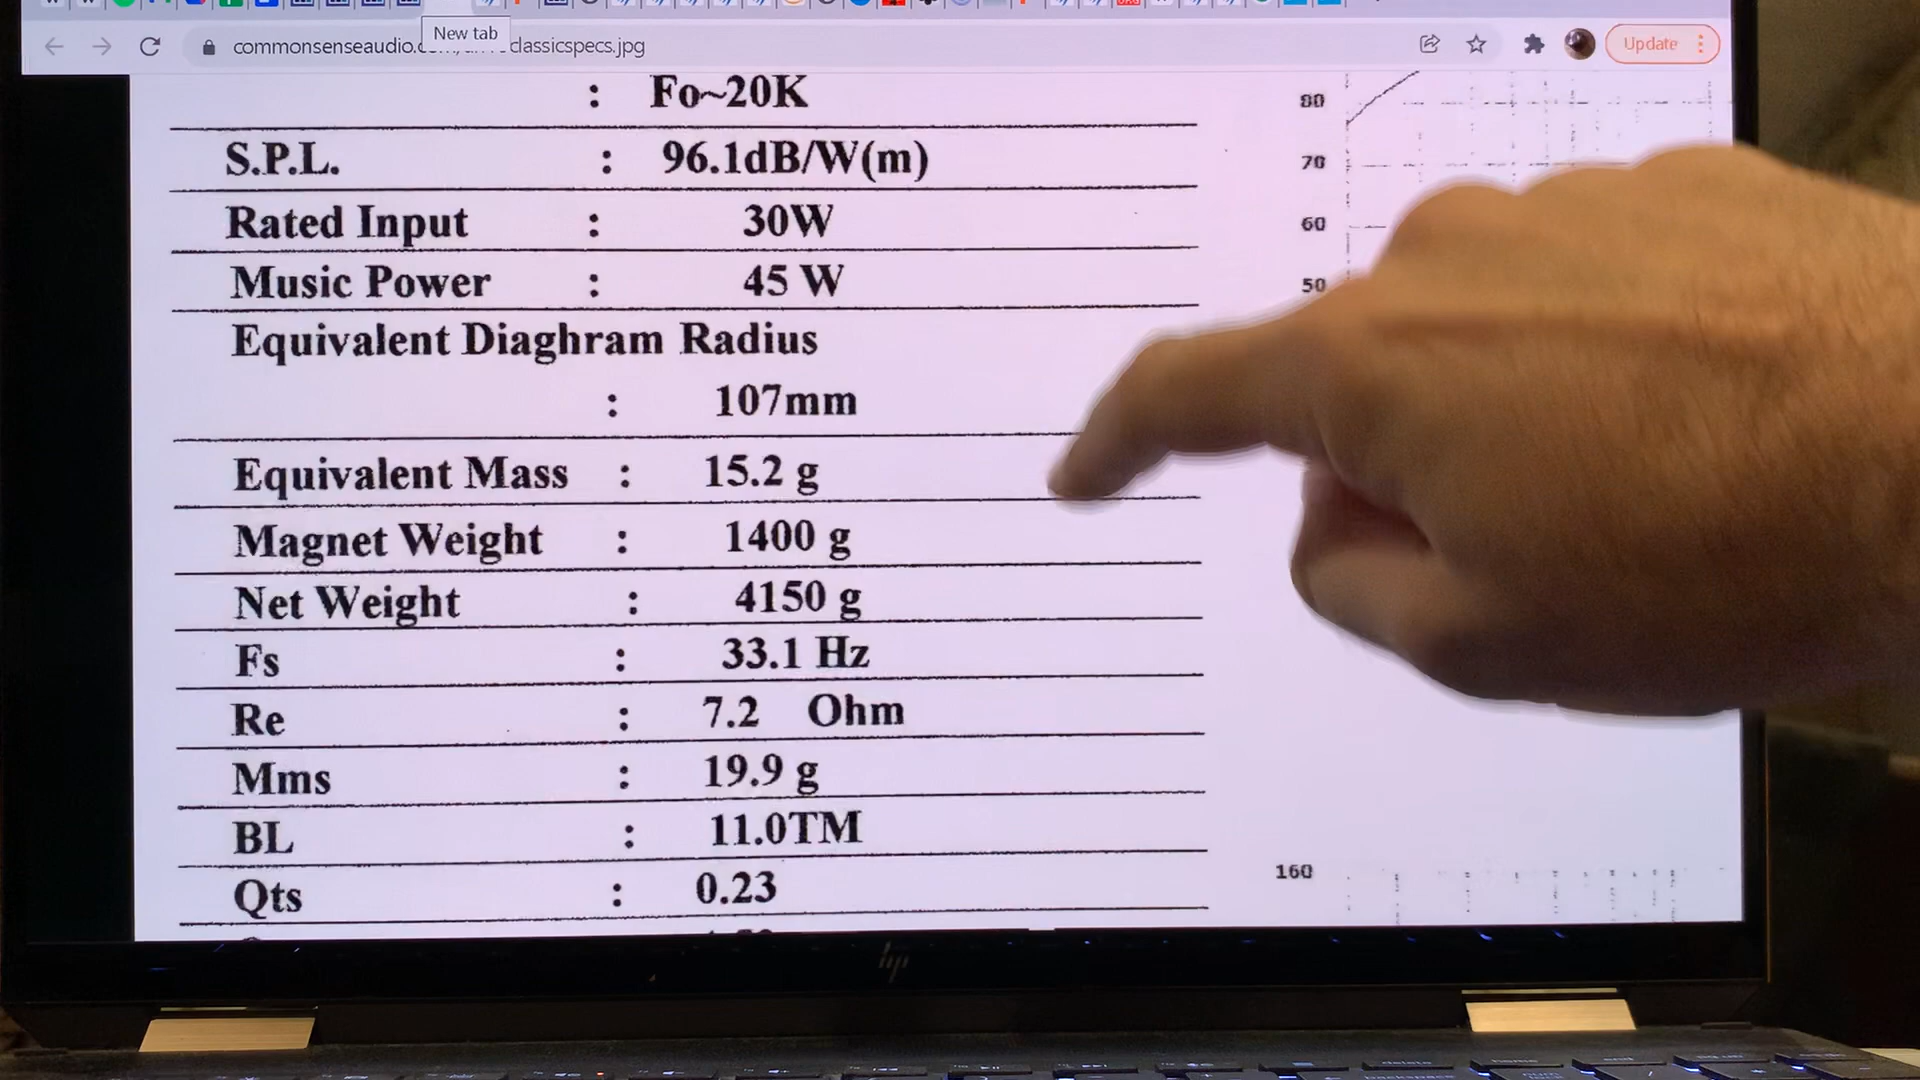 New tab
classicspecs.jpg
Update
: Fo~20K
S.P.L. : 96.1dB/W(m)
Rated Input : 30W
Music Power : 45 W
Equivalent Diaghram Radius
: 107mm
Equivalent Mass : 15.2 g
Magnet Weight : 1400 g
Net Weight : 4150 g
Fs : 33.1 Hz
Re : 7.2 Ohm
Mms : 19.9 g
BL : 11.0TM
Qts : 0.23
80
70
60
50
160
hp